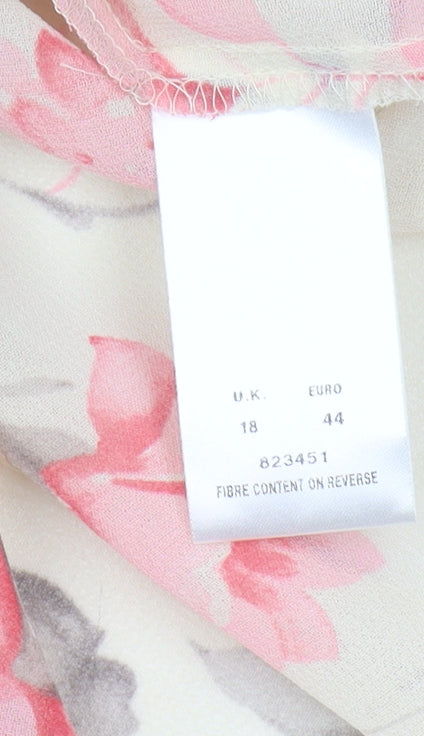 U.K. EURO
18 44
823451
FIBRE CONTENT ON REVERSE